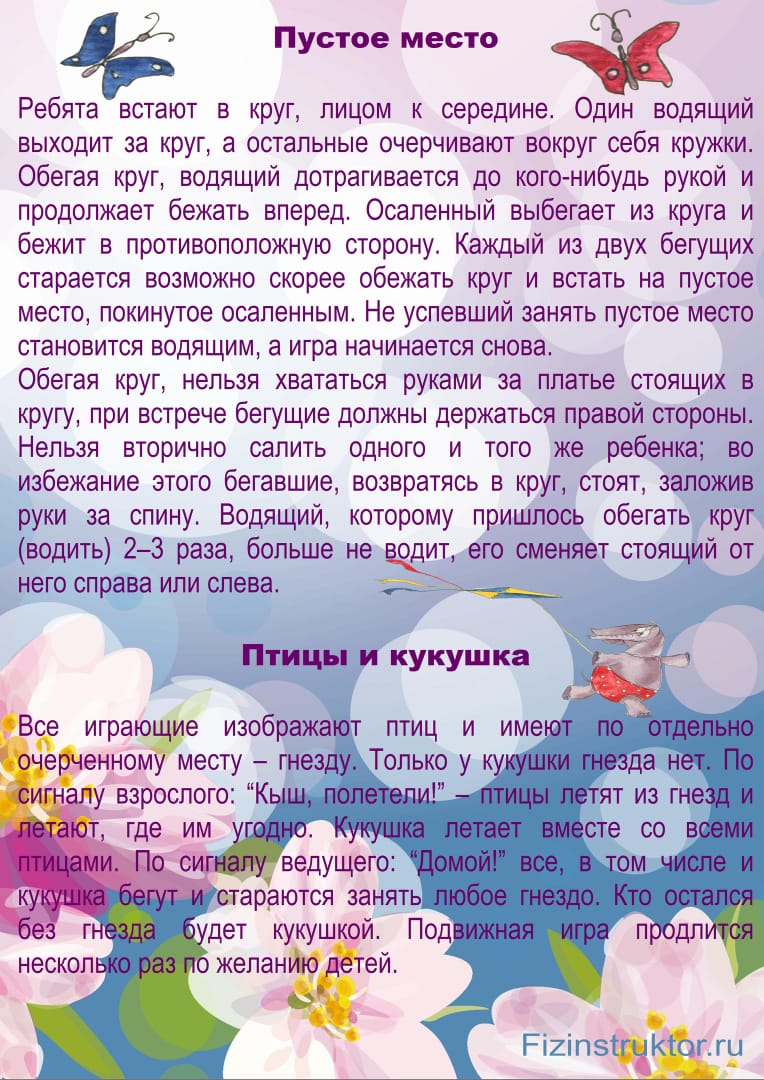 Пустое место
Ребята встают в круг, лицом к середине. Один водящий
выходит за круг, а остальные очерчивают вокруг себя кружки.
Обегая круг, водящий дотрагивается до кого-нибудь рукой и
продолжает бежать вперед. Осаленный выбегает из круга и
бежит в противоположную сторону. Каждый из двух бегущих
старается возможно скорее обежать круг и встать на пустое
место, покинутое осаленным. Не успевший занять пустое место
становится водящим, а игра начинается снова.
Обегая круг, нельзя хвататься руками за платье стоящих в
кругу, при встрече бегущие должны держаться правой стороны.
Нельзя вторично салить одного и того же ребенка; во
избежание этого бегавшие, возвратясь в круг, стоят, заложив
руки за спину. Водящий, которому пришлось обегать круг
(водить) 2–3 раза, больше не водит, его сменяет стоящий от
него справа или слева.
Птицы и кукушка
Все играющие изображают птиц и имеют по отдельно
очерченному месту – гнезду. Только у кукушки гнезда нет. По
сигналу взрослого: “Кыш, полетели!” – птицы летят из гнезд и
летают, где им угодно. Кукушка летает вместе со всеми
птицами. По сигналу ведущего: “Домой!” все, в том числе и
кукушка бегут и стараются занять любое гнездо. Кто остался
без гнезда будет кукушкой. Подвижная игра продлится
несколько раз по желанию детей.
Fizinstruktor.ru